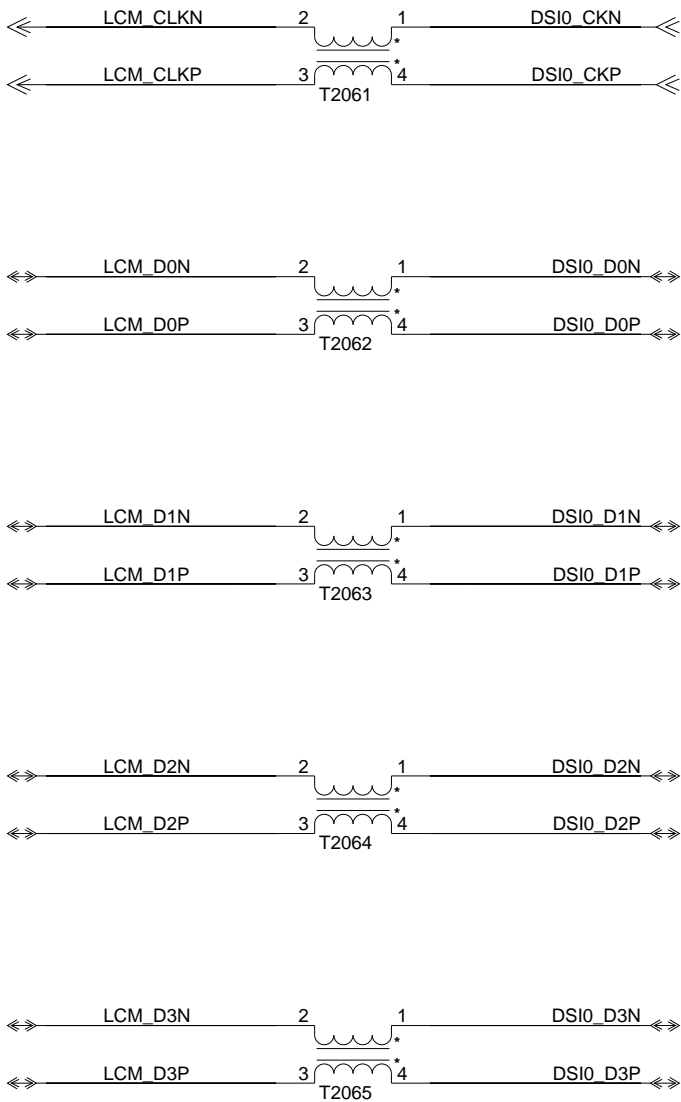 LCM_CLKN 2 1 DSI0_CKN
*
*
LCM_CLKP 3 4 DSI0_CKP
T2061
LCM_D0N 2 1 DSI0_D0N
*
*
LCM_D0P 3 4 DSI0_D0P
T2062
LCM_D1N 2 1 DSI0_D1N
*
*
LCM_D1P 3 4 DSI0_D1P
T2063
LCM_D2N 2 1 DSI0_D2N
*
*
LCM_D2P 3 4 DSI0_D2P
T2064
LCM_D3N 2 1 DSI0_D3N
*
*
LCM_D3P 3 4 DSI0_D3P
T2065